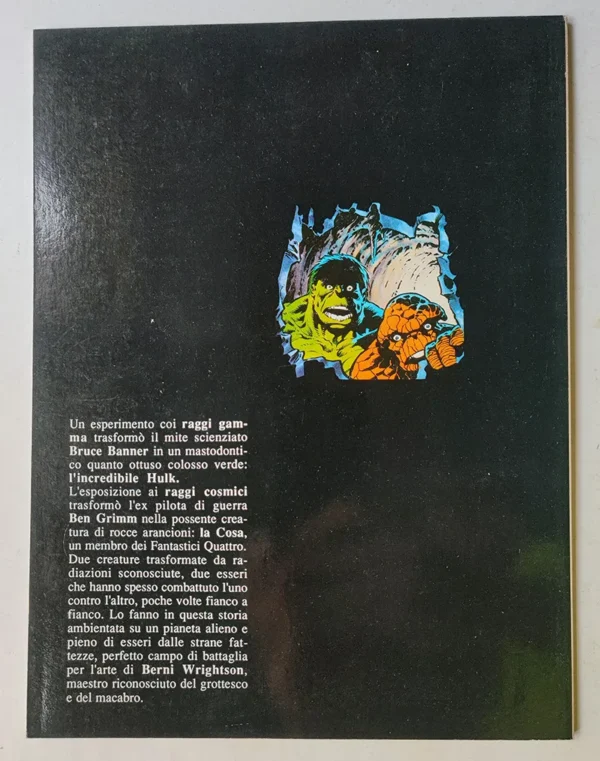 Un esperimento coi raggi gam-
ma trasformò il mite scienziato
Bruce Banner in un mastodonti-
co quanto ottuso colosso verde:
l'incredibile Hulk.
L'esposizione ai raggi cosmici
trasformò l'ex pilota di guerra
Ben Grimm nella possente crea-
tura di rocce arancioni: la Cosa,
un membro dei Fantastici Quattro.
Due creature trasformate da ra-
diazioni sconosciute, due esseri
che hanno spesso combattuto l'uno
contro l'altro, poche volte fianco a
fianco. Lo fanno in questa storia
ambientata su un pianeta alieno e
pieno di esseri dalle strane fat-
tezze, perfetto campo di battaglia
per l'arte di Berni Wrightson,
maestro riconosciuto del grottesco
e del macabro.